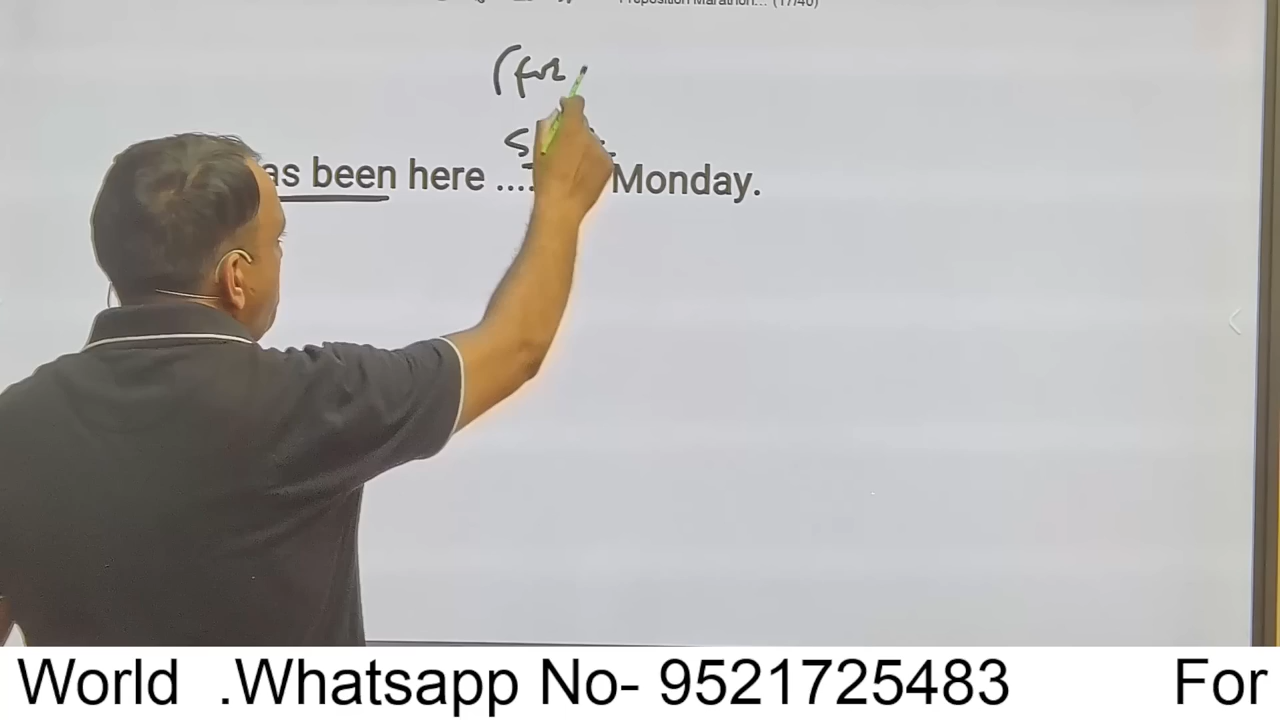 Preposition Marathon... (17/40)
(for
as been here .... Monday.
World .Whatsapp No- 9521725483 For